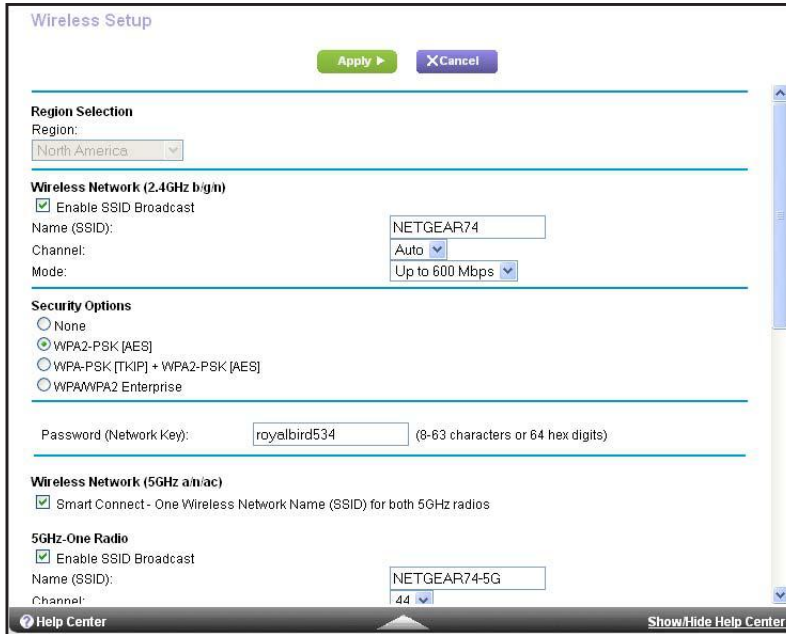 Wireless Setup
Apply
Cancel
Region Selection
Region:
North America
Wireless Network (2.4GHz b/g/n)
Enable SSID Broadcast
Name (SSID): NETGEAR74
Channel: Auto
Mode: Up to 600 Mbps
Security Options
None
WPA2-PSK [AES]
WPA-PSK [TKIP] + WPA2-PSK [AES]
WPA/WPA2 Enterprise
Password (Network Key): royalbird534 (8-63 characters or 64 hex digits)
Wireless Network (5GHz a/n/ac)
Smart Connect - One Wireless Network Name (SSID) for both 5GHz radios
5GHz-One Radio
Enable SSID Broadcast
Name (SSID): NETGEAR74-5G
Channel: 44
Help Center Show/Hide Help Center